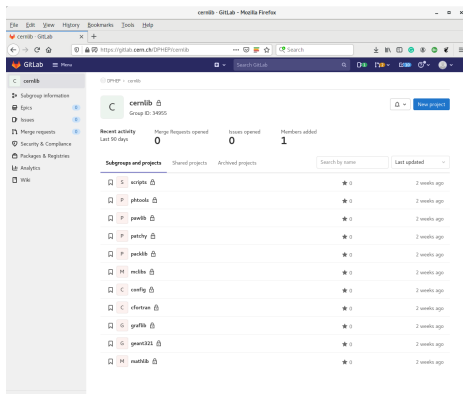 cernlib · GitLab - Mozilla Firefox
File Edit View History Bookmarks Tools Help
cernlib · GitLab
https://gitlab.cern.ch/DPHEP/cernlib
Search
GitLab Menu
Search GitLab
C cernlib
DPHEP > cernlib
Subgroup information
Epics 0
Issues 0
Merge requests 0
Security & Compliance
Packages & Registries
Analytics
Wiki
C
cernlib
Group ID: 34955
New project
Recent activity
Last 90 days
Merge Requests opened
0
Issues opened
0
Members added
1
Subgroups and projects Shared projects Archived projects
Search by name
Last updated
S scripts 0 2 weeks ago
P phtools 0 2 weeks ago
P pawlib 0 2 weeks ago
P patchy 0 2 weeks ago
P packlib 0 2 weeks ago
M mclibs 0 2 weeks ago
C config 0 2 weeks ago
C cfortran 0 2 weeks ago
G graflib 0 2 weeks ago
G geant321 0 2 weeks ago
M mathlib 0 2 weeks ago